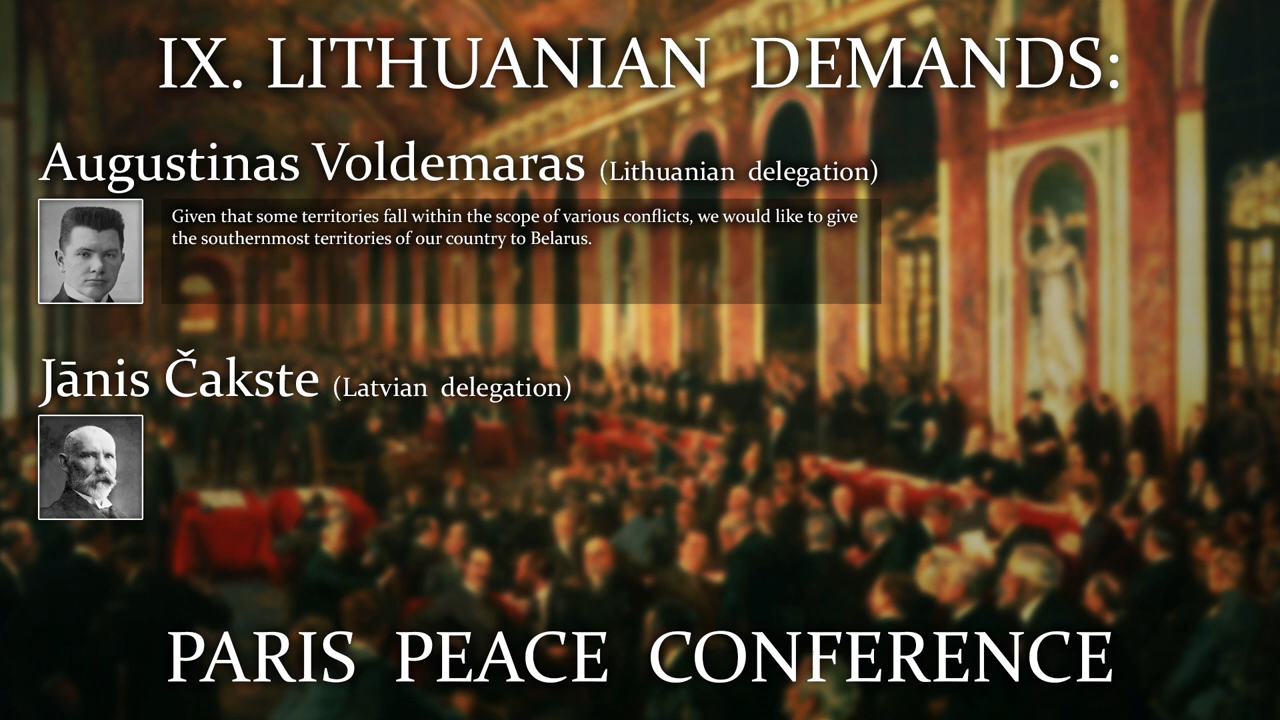 IX. LITHUANIAN DEMANDS:
Augustinas Voldemaras (Lithuanian delegation)
Given that some territories fall within the scope of various conflicts, we would like to give
the southernmost territories of our country to Belarus.
Jānis Čakste (Latvian delegation)
PARIS PEACE CONFERENCE